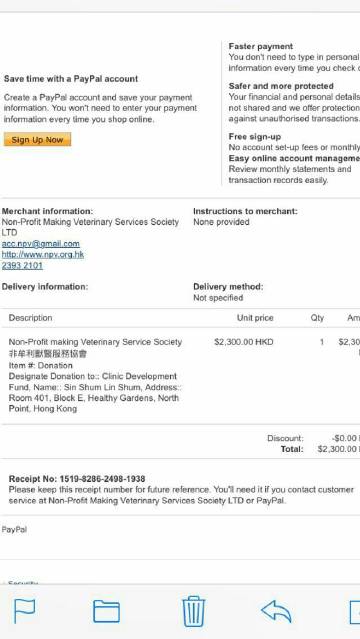 Faster payment
You don't need to type in personal
information every time you check
Save time with a PayPal account
Safer and more protected
Create a PayPal account and save your payment
information. You won't need to enter your payment
information every time you shop online.
Your financial and personal details
not shared and we offer protection
against unauthorised transactions.
Sign Up Now
Free sign-up
No account set-up fees or monthly
Easy online account
Review monthly statements and
transaction records easily.
Merchant information:
Non-Profit Making Veterinary Services Society
LTD
acc.npv@gmail.com
http://www.npv.org.hk
2393 2101
Instructions to merchant:
None provided
Delivery information:
Delivery method:
Not specified
Description Unit price Qty Am
Non-Profit making Veterinary Service Society $2,300.00 HKD 1 $2,30
非牟利獸醫服務協會
Item #: Donation
Designate Donation to:: Clinic Development
Fund, Name:: Sin Shum Lin Shum, Address::
Room 401, Block E, Healthy Gardens, North
Point, Hong Kong
Discount: -$0.00
Total: $2,300.00
Receipt No: 1519-8286-2498-1938
Please keep this receipt number for future reference. You'll need it if you contact customer
service at Non-Profit Making Veterinary Services Society LTD or PayPal.
PayPal